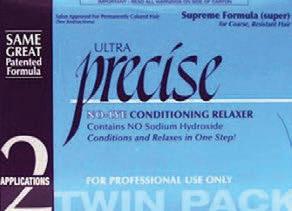 IMPORTANT - READ ALL WARNINGS ON SIDE OF CARTON
Salon Approved For Permanently Colored Hair
(See Instructions)
Supreme Formula (super)
for Coarse, Resistant Hair
SAME
GREAT
Patented
Formula
ULTRA
precise
NO-LYE CONDITIONING RELAXER
Contains NO Sodium Hydroxide
Conditions and Relaxes in One Step!
2
APPLICATIONS
FOR PROFESSIONAL USE ONLY
TWIN PACK